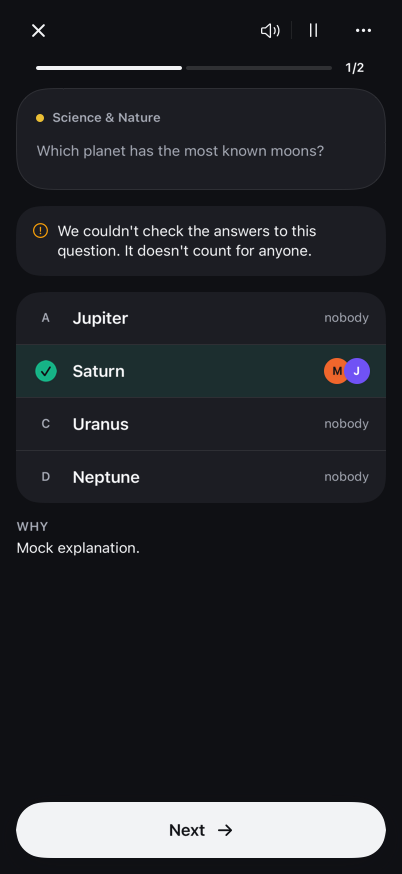 1/2
Science & Nature
Which planet has the most known moons?
We couldn't check the answers to this
question. It doesn't count for anyone.
A Jupiter nobody
Saturn M J
C Uranus nobody
D Neptune nobody
WHY
Mock explanation.
Next